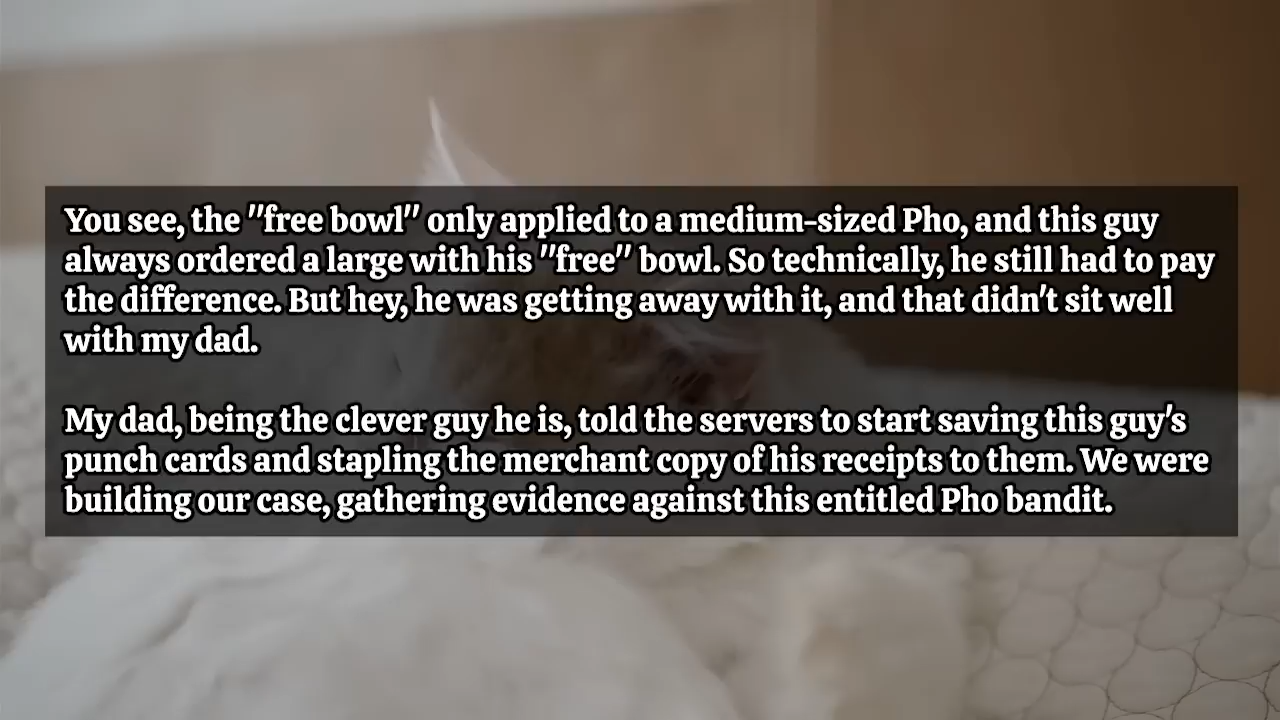 You see, the "free bowl" only applied to a medium-sized Pho, and this guy
always ordered a large with his "free" bowl. So technically, he still had to pay
the difference. But hey, he was getting away with it, and that didn't sit well
with my dad.
My dad, being the clever guy he is, told the servers to start saving this guy's
punch cards and stapling the merchant copy of his receipts to them. We were
building our case, gathering evidence against this entitled Pho bandit.